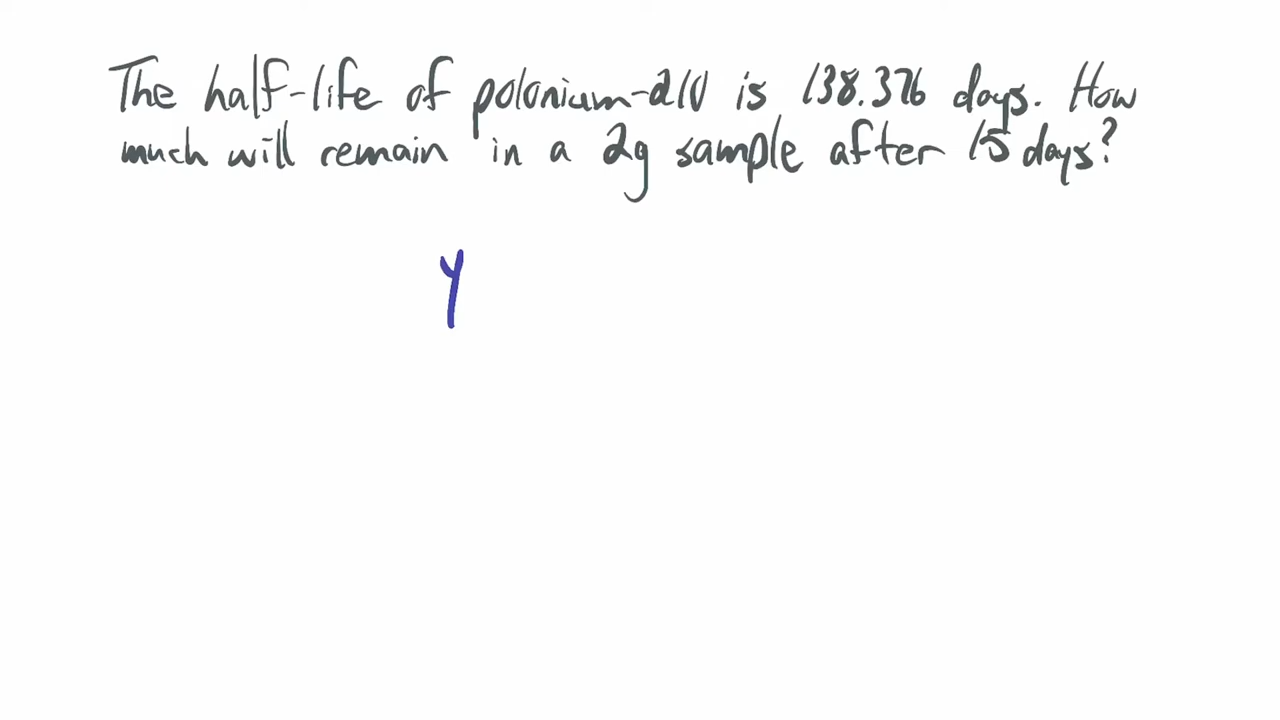 The half-life of polonium-210 is 138.376 days. How
much will remain in a 2g sample after 15 days?
y